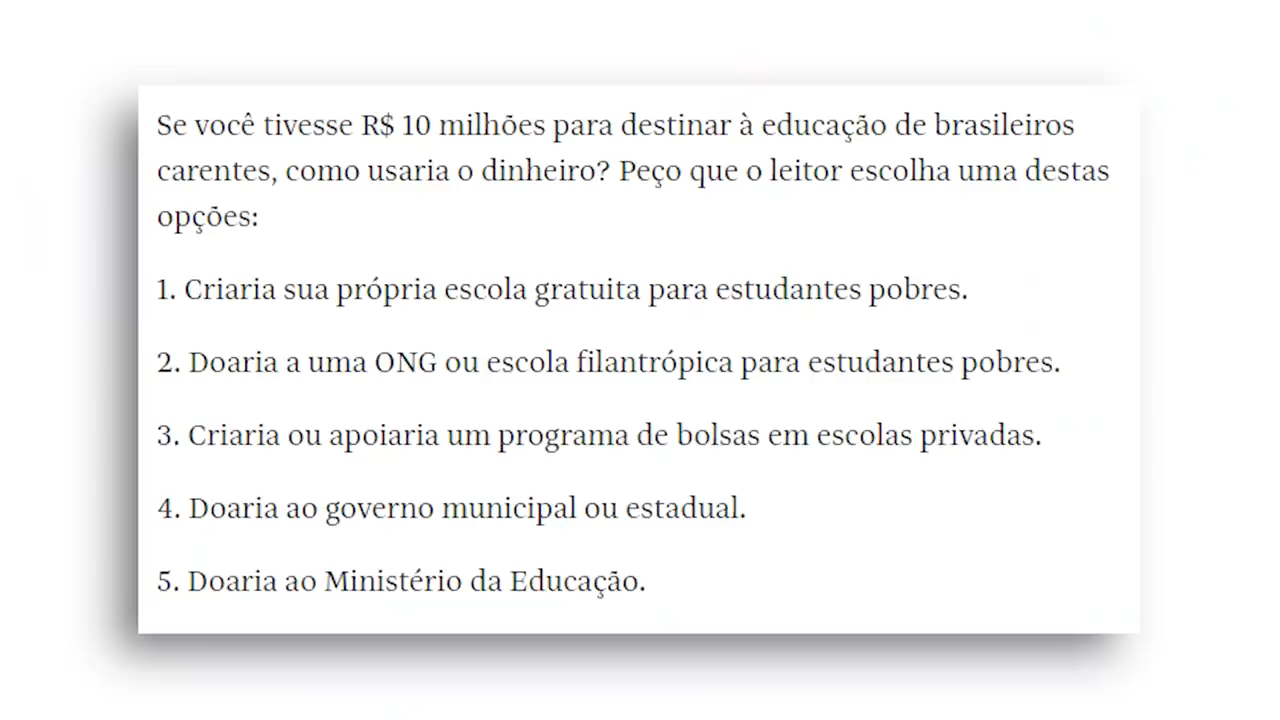 Se você tivesse R$ 10 milhões para destinar à educação de brasileiros
carentes, como usaria o dinheiro? Peço que o leitor escolha uma destas
opções:
1. Criaria sua própria escola gratuita para estudantes pobres.
2. Doaria a uma ONG ou escola filantrópica para estudantes pobres.
3. Criaria ou apoiaria um programa de bolsas em escolas privadas.
4. Doaria ao governo municipal ou estadual.
5. Doaria ao Ministério da Educação.